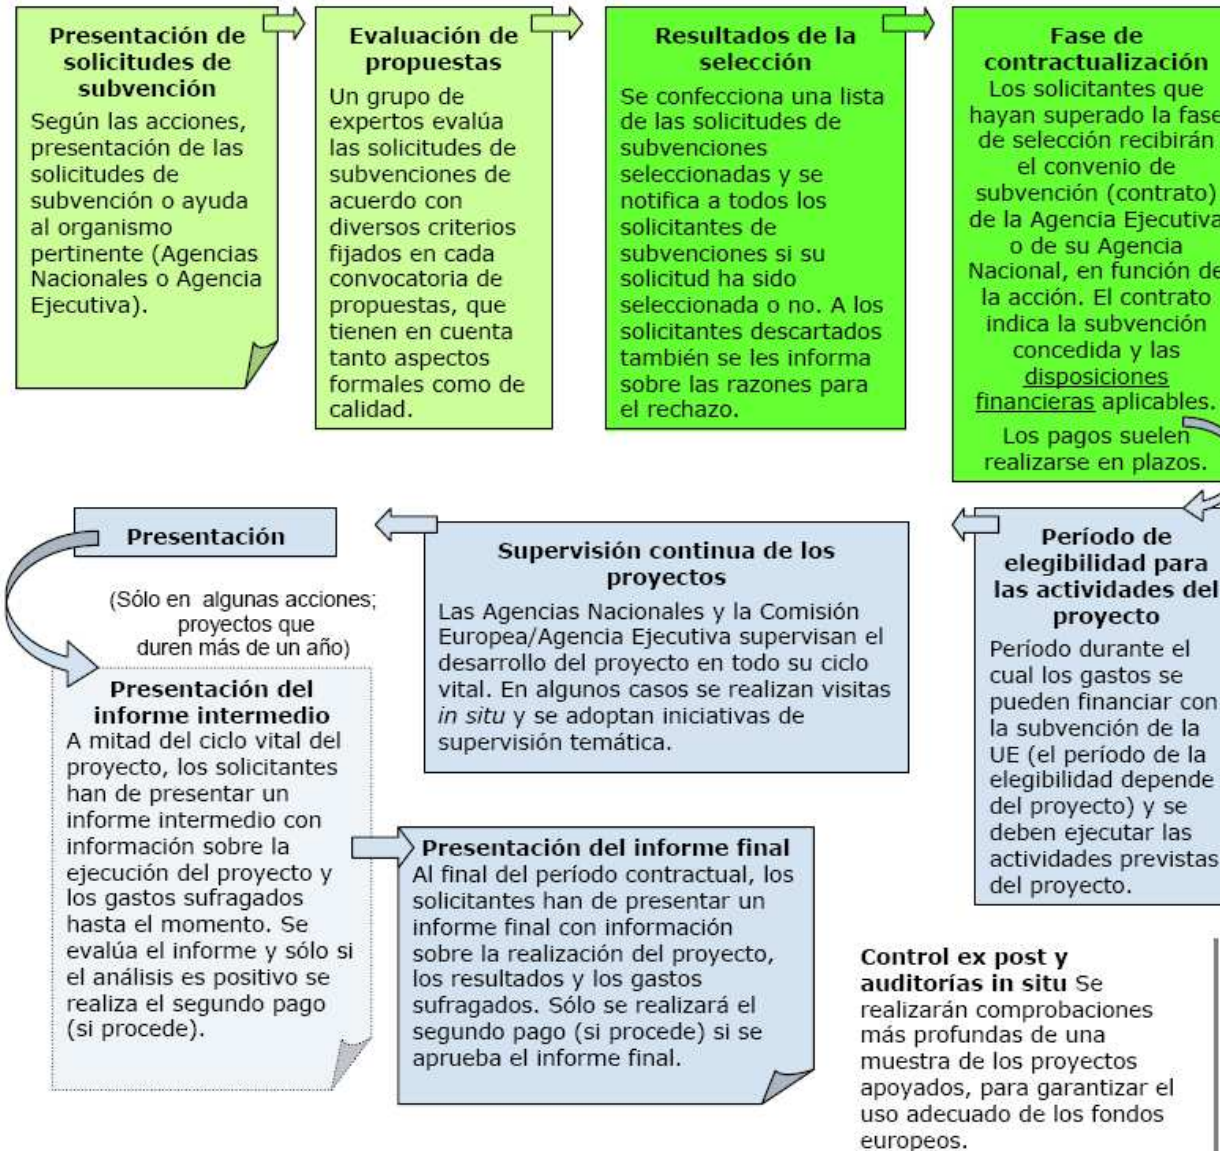 Presentación de
solicitudes de
subvención
Según las acciones,
presentación de las
solicitudes de
subvención o ayuda
al organismo
pertinente (Agencias
Nacionales o Agencia
Ejecutiva).
Evaluación de
propuestas
Un grupo de
expertos evalúa
las solicitudes de
subvenciones de
acuerdo con
diversos criterios
fijados en cada
convocatoria de
propuestas, que
tienen en cuenta
tanto aspectos
formales como de
calidad.
Resultados de la
selección
Se confecciona una lista
de las solicitudes de
subvenciones
seleccionadas y se
notifica a todos los
solicitantes de
subvenciones si su
solicitud ha sido
seleccionada o no. A los
solicitantes descartados
también se les informa
sobre las razones para
el rechazo.
Fase de
contractualización
Los solicitantes que
hayan superado la fase
de selección recibirán
el convenio de
subvención (contrato)
de la Agencia Ejecutiva
o de su Agencia
Nacional, en función de
la acción. El contrato
indica la subvención
concedida y las
disposiciones
financieras aplicables.
Los pagos suelen
realizarse en plazos.
Período de
elegibilidad para
las actividades del
proyecto
Período durante el
cual los gastos se
pueden financiar con
la subvención de la
UE (el período de la
elegibilidad depende
del proyecto) y se
deben ejecutar las
actividades previstas
del proyecto.
Supervisión continua de los
proyectos
Las Agencias Nacionales y la Comisión
Europea/Agencia Ejecutiva supervisan el
desarrollo del proyecto en todo su ciclo
vital. En algunos casos se realizan visitas
in situ y se adoptan iniciativas de
supervisión temática.
Presentación
(Sólo en algunas acciones;
proyectos que
duren más de un año)
Presentación del
informe intermedio
A mitad del ciclo vital del
proyecto, los solicitantes
han de presentar un
informe intermedio con
información sobre la
ejecución del proyecto y
los gastos sufragados
hasta el momento. Se
evalúa el informe y sólo si
el análisis es positivo se
realiza el segundo pago
(si procede).
Presentación del informe final
Al final del período contractual, los
solicitantes han de presentar un
informe final con información
sobre la realización del proyecto,
los resultados y los gastos
sufragados. Sólo se realizará el
segundo pago (si procede) si se
aprueba el informe final.
Control ex post y
auditorías in situ Se
realizarán comprobaciones
más profundas de una
muestra de los proyectos
apoyados, para garantizar el
uso adecuado de los fondos
europeos.